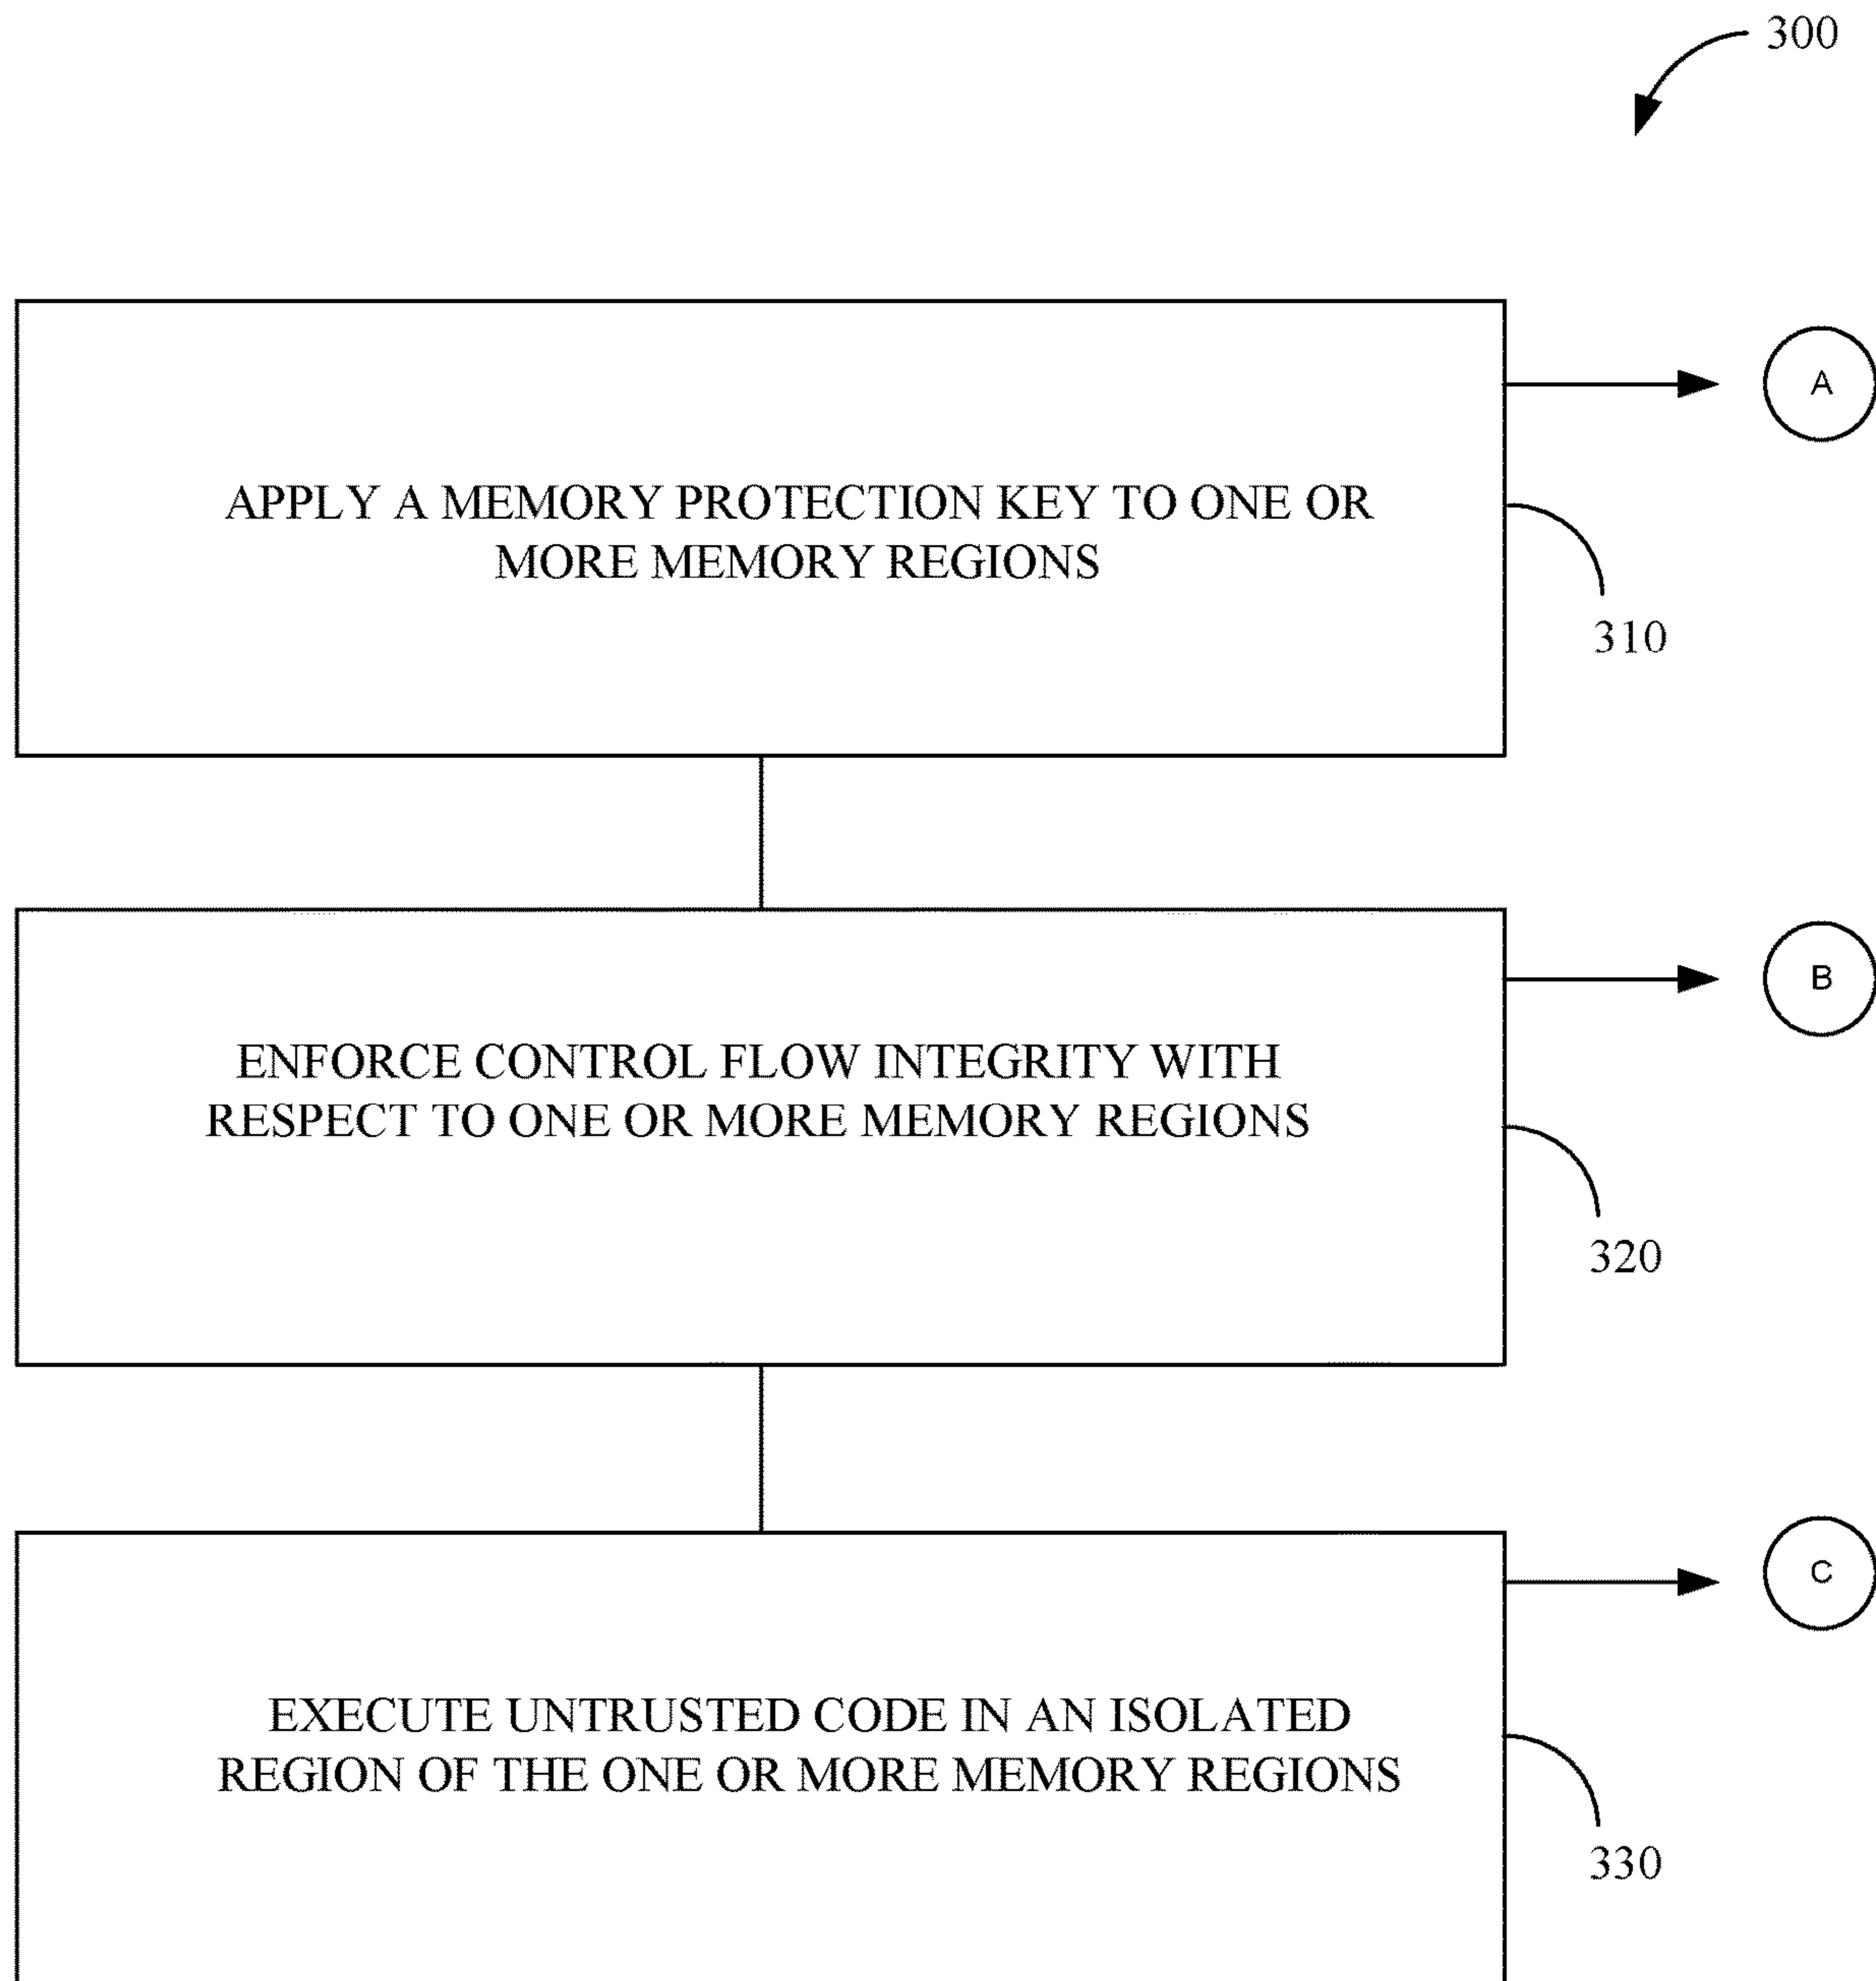 300
A
APPLY A MEMORY PROTECTION KEY TO ONE OR
MORE MEMORY REGIONS
310
B
ENFORCE CONTROL FLOW INTEGRITY WITH
RESPECT TO ONE OR MORE MEMORY REGIONS
320
C
EXECUTE UNTRUSTED CODE IN AN ISOLATED
REGION OF THE ONE OR MORE MEMORY REGIONS
330